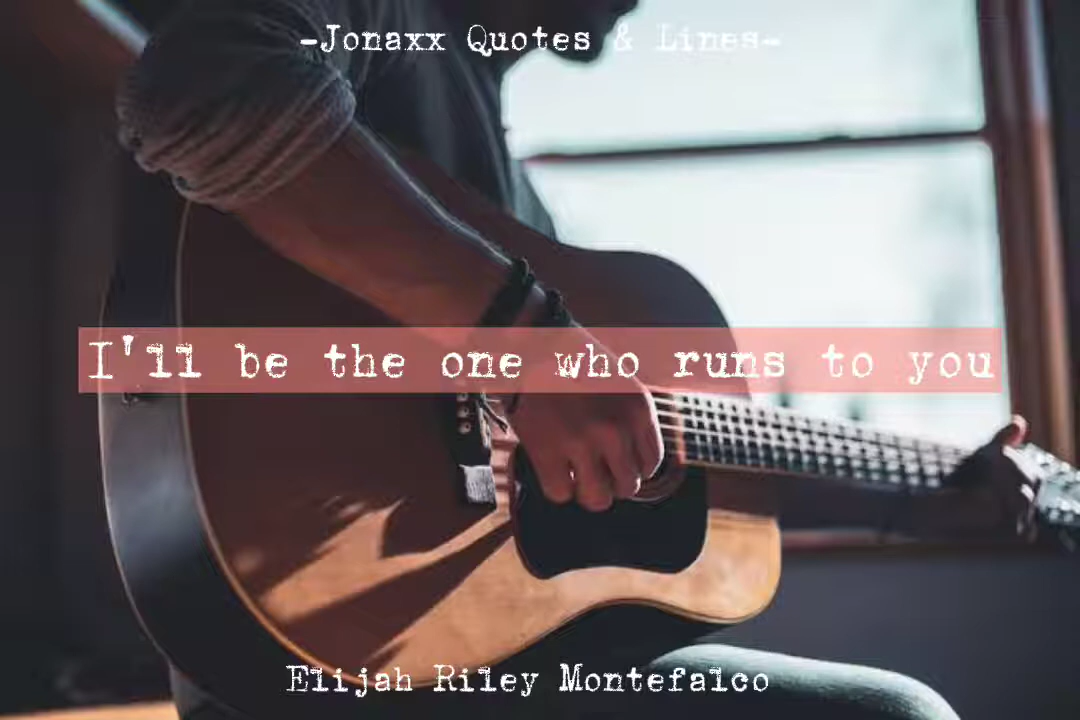 -Jonaxx Quotes & Lines-
I'll be the one who runs to you
Elijah Riley Montefalco